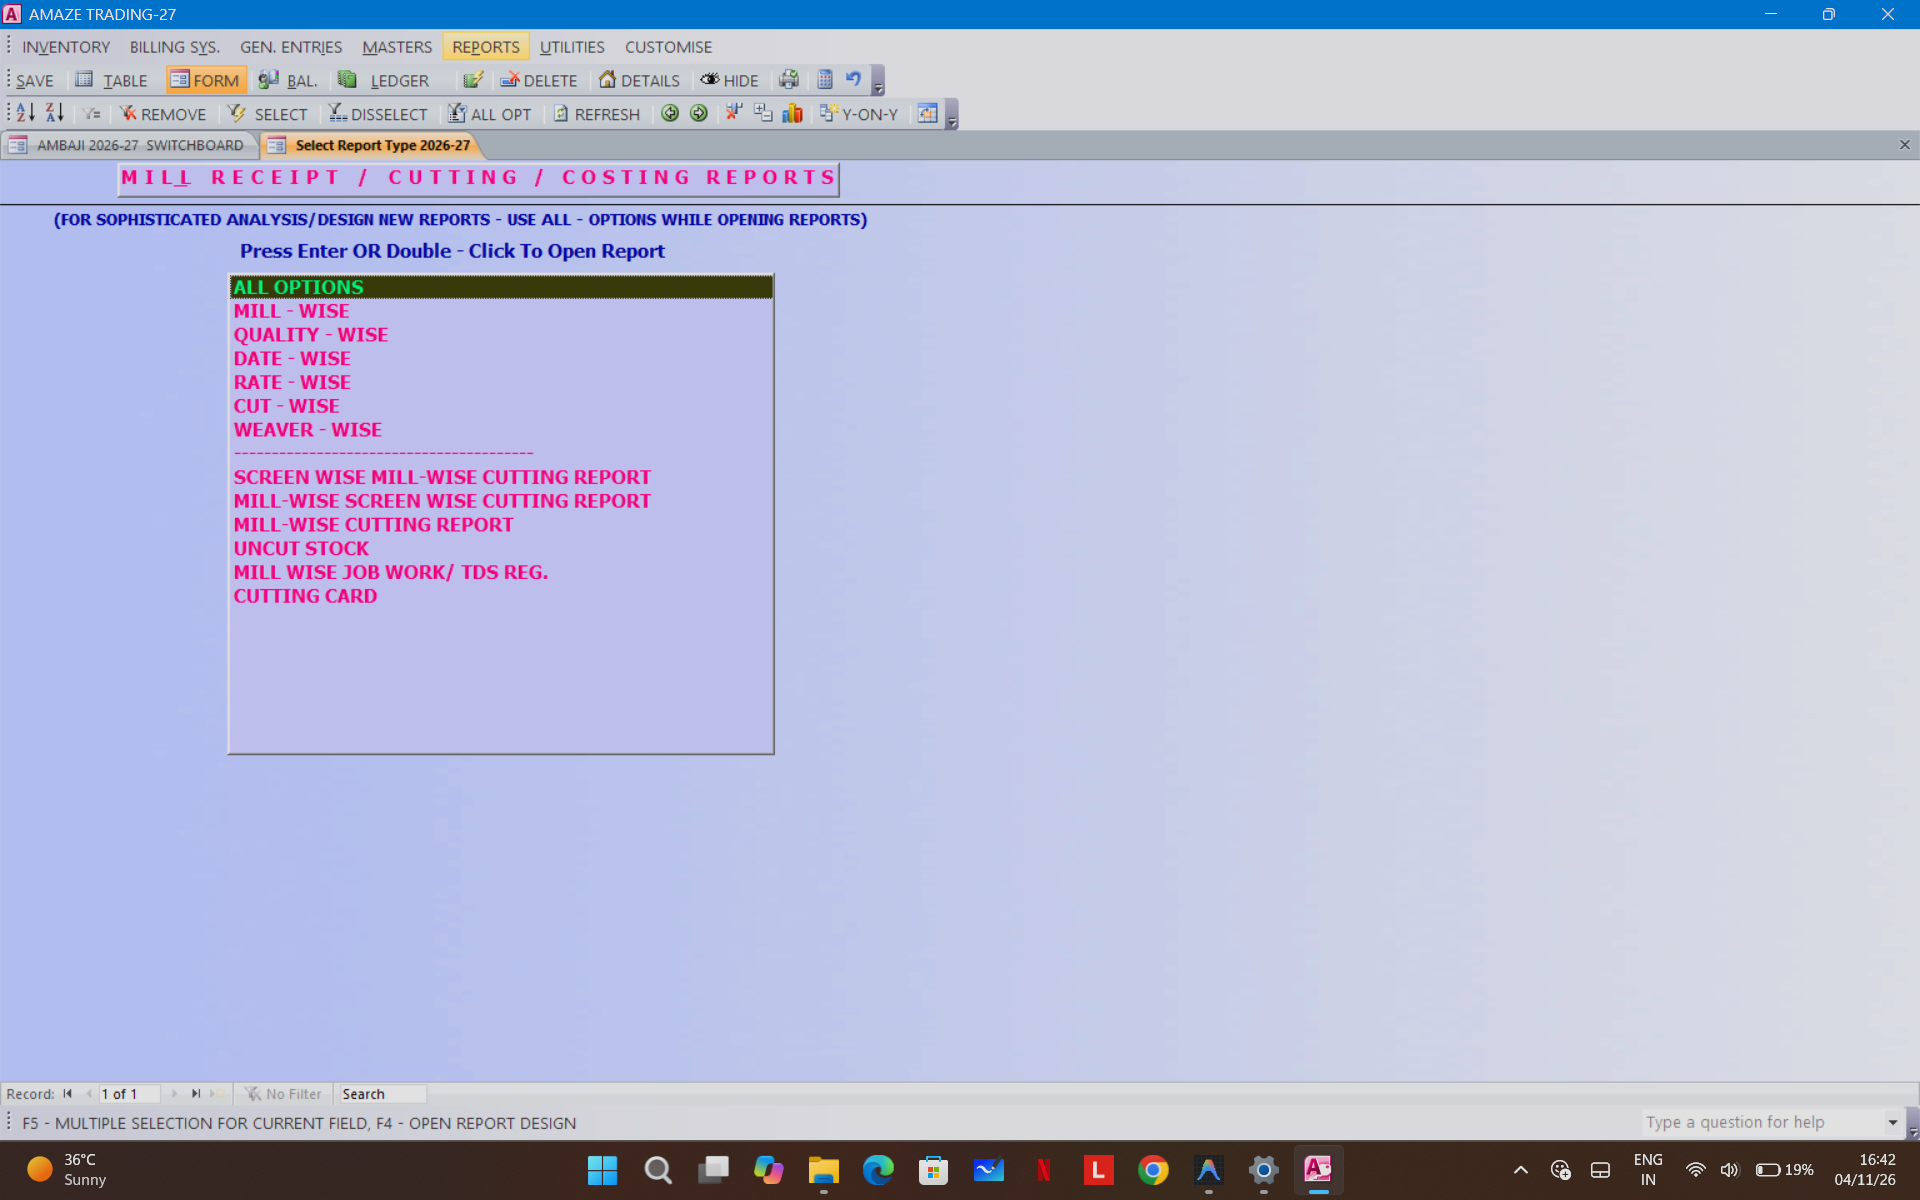 AMAZE TRADING-27
INVENTORY BILLING SYS. GEN. ENTRIES MASTERS REPORTS UTILITIES CUSTOMISE
SAVE TABLE FORM BAL. LEDGER DELETE DETAILS HIDE
REMOVE SELECT DISSELECT ALL OPT REFRESH Y-ON-Y
AMBAJI 2026-27 SWITCHBOARD Select Report Type 2026-27
MILL RECEIPT / CUTTING / COSTING REPORTS
(FOR SOPHISTICATED ANALYSIS/DESIGN NEW REPORTS - USE ALL - OPTIONS WHILE OPENING REPORTS)
Press Enter OR Double - Click To Open Report
ALL OPTIONS
MILL - WISE
QUALITY - WISE
DATE - WISE
RATE - WISE
CUT - WISE
WEAVER - WISE
----------------------------------------
SCREEN WISE MILL-WISE CUTTING REPORT
MILL-WISE SCREEN WISE CUTTING REPORT
MILL-WISE CUTTING REPORT
UNCUT STOCK
MILL WISE JOB WORK/ TDS REG.
CUTTING CARD
Record: 1 of 1 No Filter Search
F5 - MULTIPLE SELECTION FOR CURRENT FIELD, F4 - OPEN REPORT DESIGN Type a question for help
36°C
Sunny
ENG
IN
19%
16:42
04/11/26